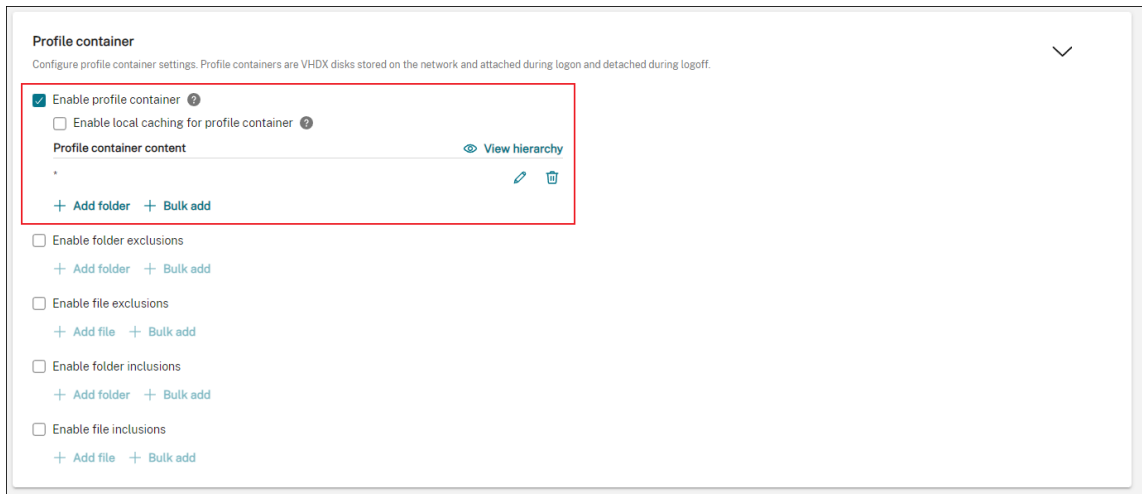 Profile container
Configure profile container settings. Profile containers are VHDX disks stored on the network and attached during logon and detached during logoff.
Enable profile container ?
Enable local caching for profile container ?
Profile container content View hierarchy
*
+ Add folder + Bulk add
Enable folder exclusions
+ Add folder + Bulk add
Enable file exclusions
+ Add file + Bulk add
Enable folder inclusions
+ Add folder + Bulk add
Enable file inclusions
+ Add file + Bulk add